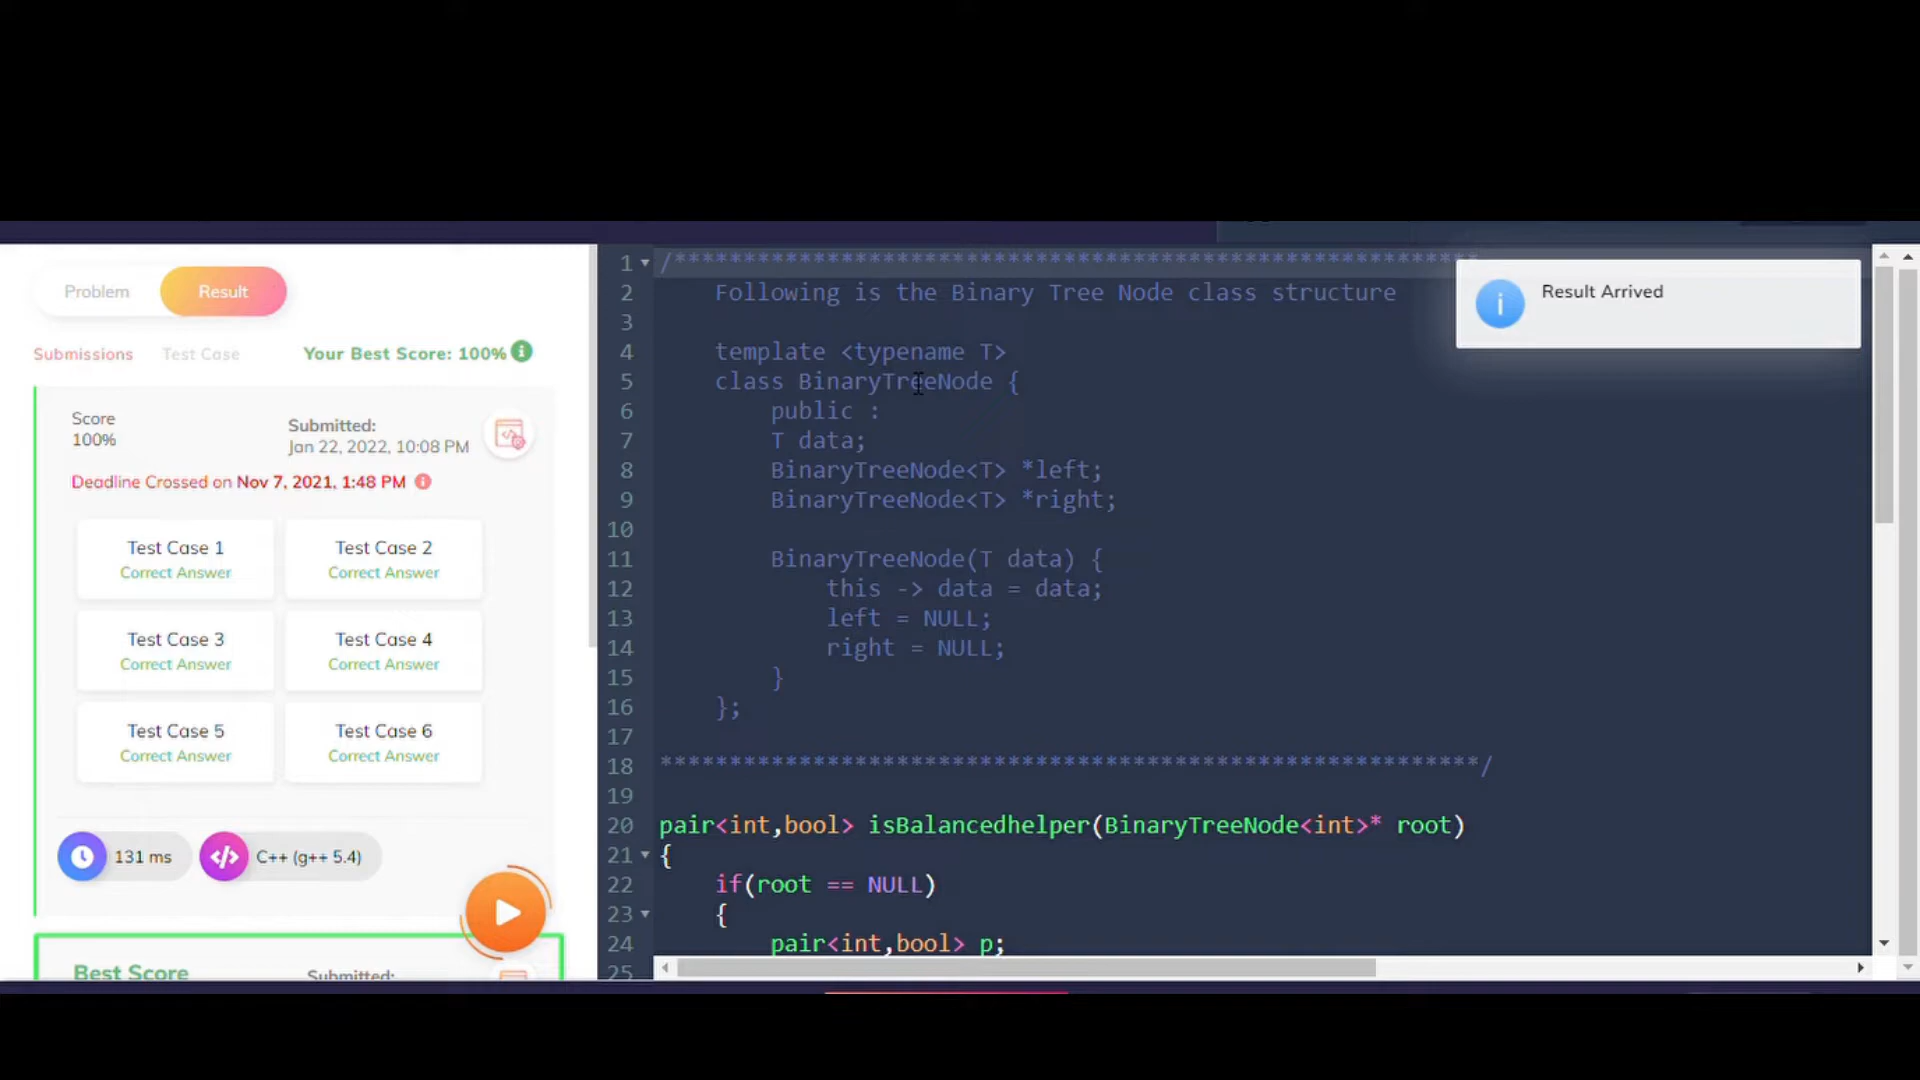 Problem
Result
Submissions
Test Case
Your Best Score: 100%
Score
100%
Submitted:
Jan 22, 2022, 10:08 PM
Deadline Crossed on Nov 7, 2021, 1:48 PM
Test Case 1
Correct Answer
Test Case 2
Correct Answer
Test Case 3
Correct Answer
Test Case 4
Correct Answer
Test Case 5
Correct Answer
Test Case 6
Correct Answer
131 ms
C++ (g++ 5.4)
Best Score
Submitted:
Result Arrived
1 /**********************************************************
2 Following is the Binary Tree Node class structure
3
4 template <typename T>
5 class BinaryTreeNode {
6 public :
7 T data;
8 BinaryTreeNode<T> *left;
9 BinaryTreeNode<T> *right;
10
11 BinaryTreeNode(T data) {
12 this -> data = data;
13 left = NULL;
14 right = NULL;
15 }
16 };
17
18 ***********************************************************/
19
20 pair<int,bool> isBalancedhelper(BinaryTreeNode<int>* root)
21 {
22 if(root == NULL)
23 {
24 pair<int,bool> p;
25